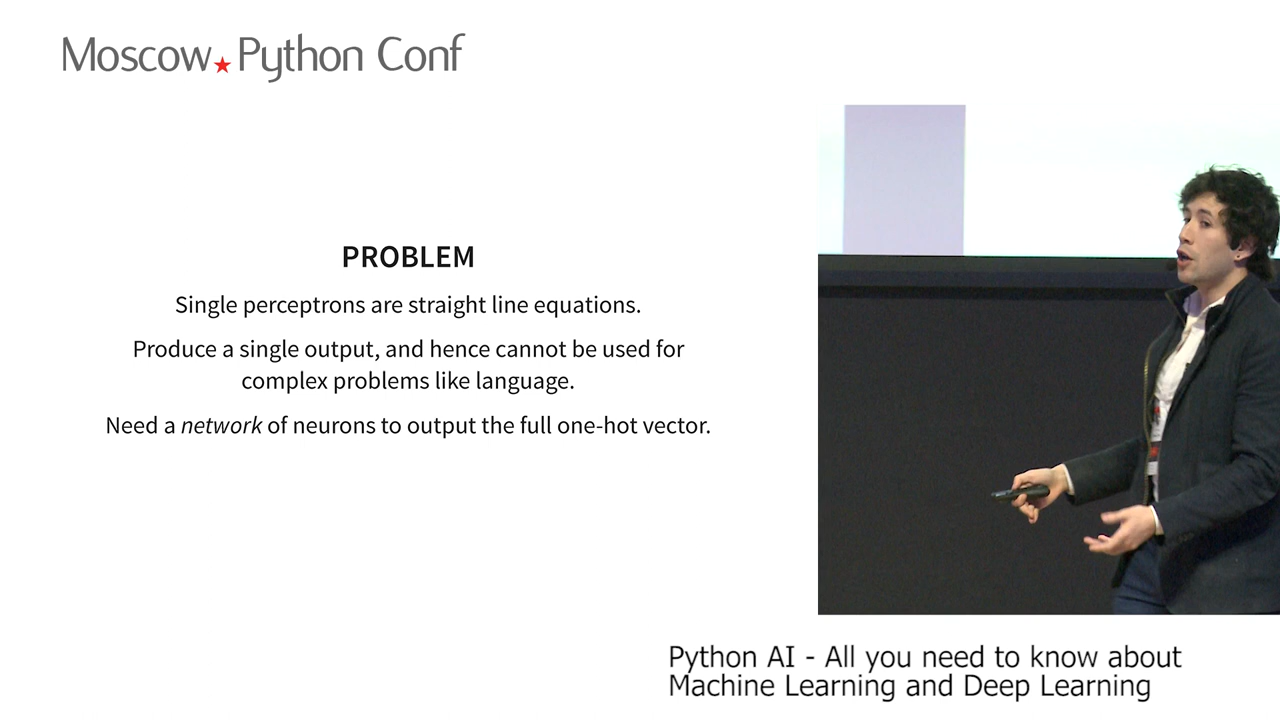 Moscow Python Conf
PROBLEM
Single perceptrons are straight line equations.
Produce a single output, and hence cannot be used for
complex problems like language.
Need a network of neurons to output the full one-hot vector.
Python AI - All you need to know about
Machine Learning and Deep Learning